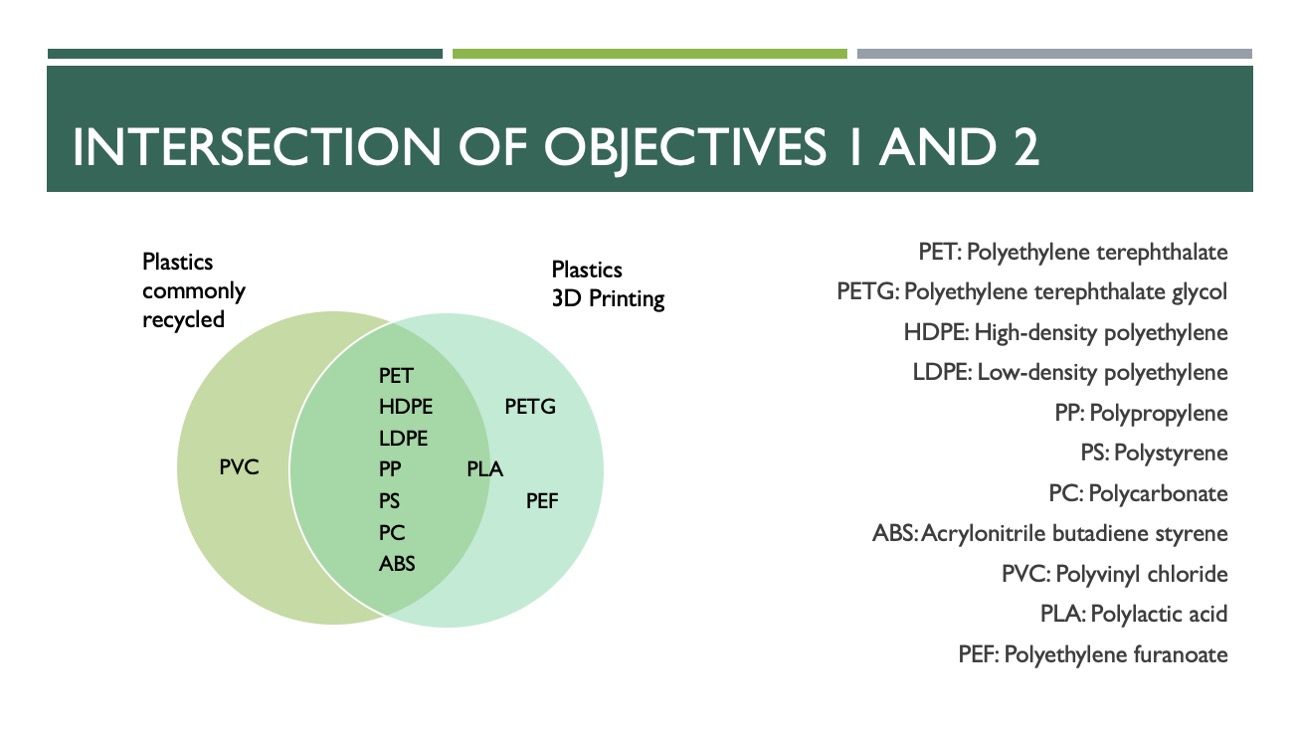 INTERSECTION OF OBJECTIVES 1 AND 2
Plastics
commonly
recycled
Plastics
3D Printing
PET
HDPE
LDPE
PP
PS
PC
ABS
PVC
PLA
PETG
PEF
PET: Polyethylene terephthalate
PETG: Polyethylene terephthalate glycol
HDPE: High-density polyethylene
LDPE: Low-density polyethylene
PP: Polypropylene
PS: Polystyrene
PC: Polycarbonate
ABS: Acrylonitrile butadiene styrene
PVC: Polyvinyl chloride
PLA: Polylactic acid
PEF: Polyethylene furanoate